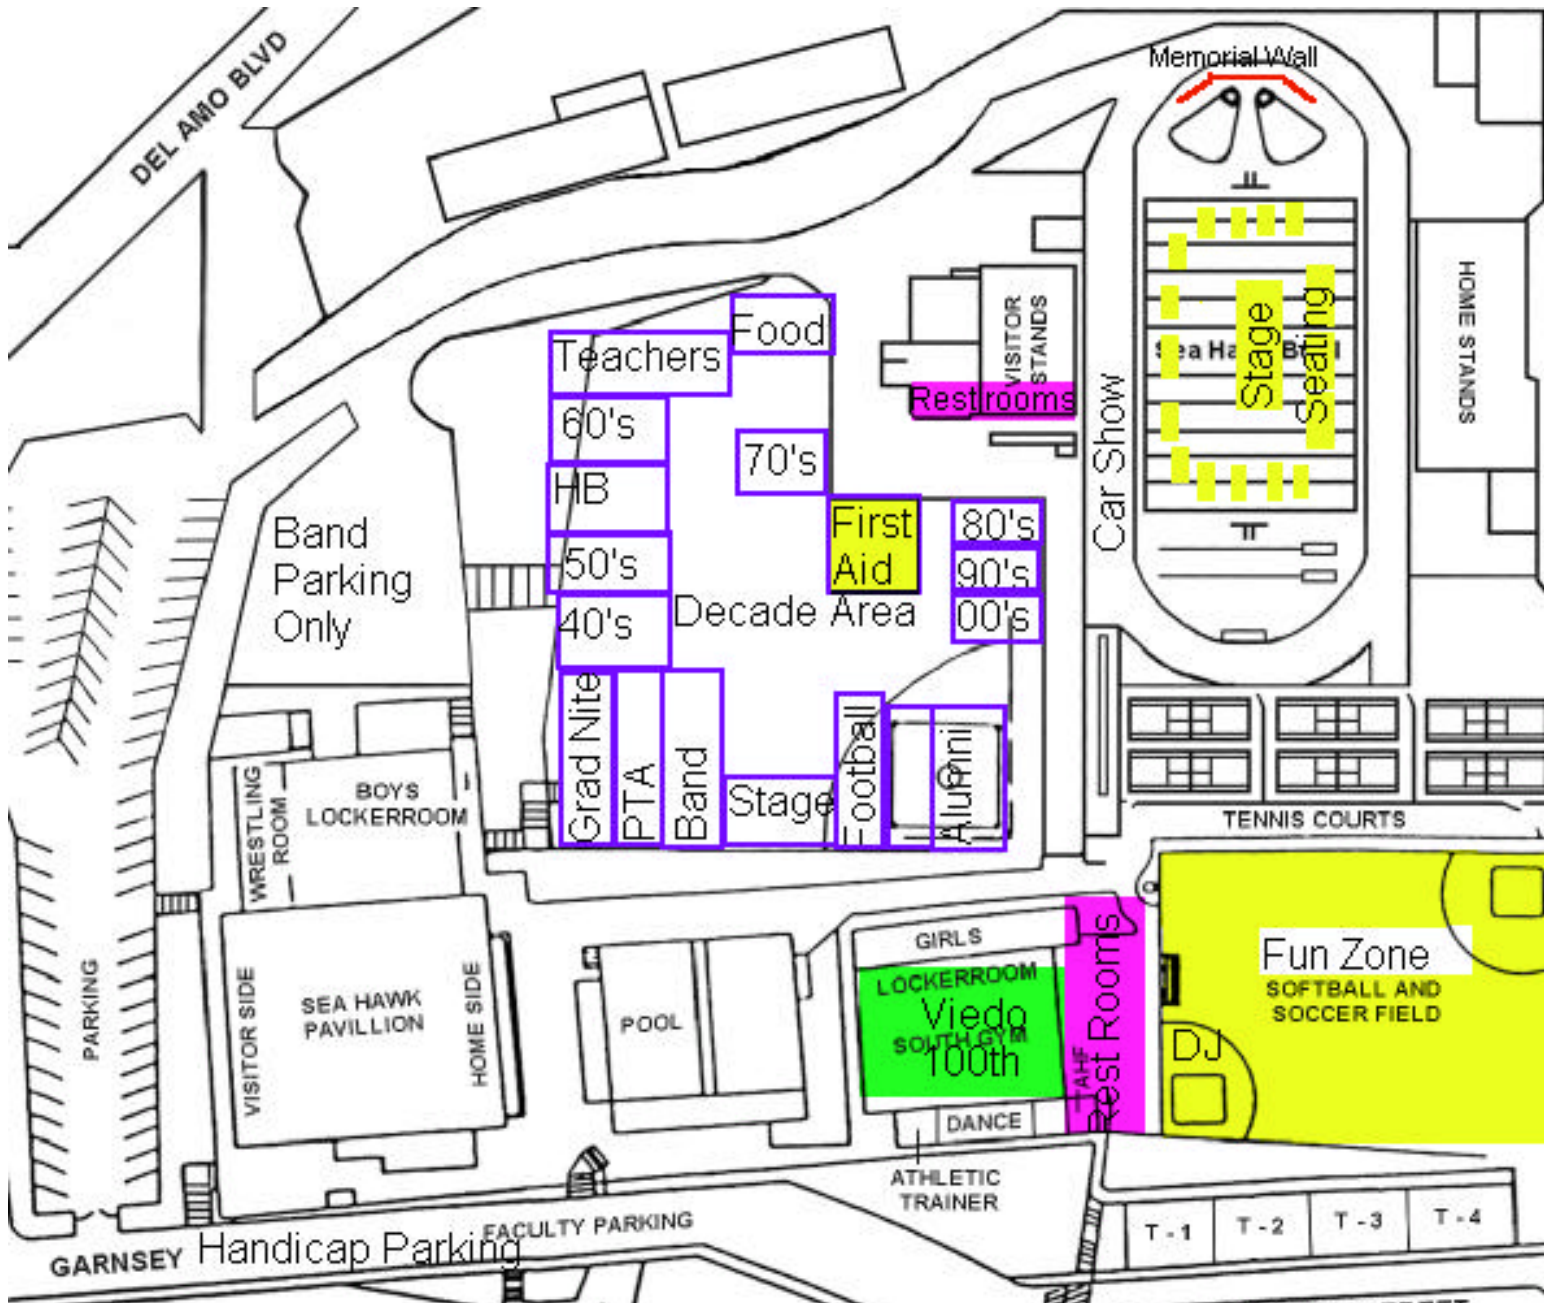 DEL AMO BLVD
Memorial Wall
Food
Teachers
60's
HB
50's
40's
70's
First
Aid
80's
90's
00's
Decade Area
VISITOR
STANDS
Restrooms
Car Show
Stage
Seating
HOME STANDS
Band
Parking
Only
Grad Nite
PTA
Band
Stage
Football
Alumini
WRESTLING
ROOM
BOYS
LOCKERROOM
TENNIS COURTS
PARKING
VISITOR SIDE
SEA HAWK
PAVILLION
HOME SIDE
POOL
GIRLS
LOCKERROOM
Viedo
SOUTH GYM
100th
DANCE
ATHLETIC
TRAINER
Rest Rooms
Fun Zone
SOFTBALL AND
SOCCER FIELD
DJ
T - 1
T - 2
T - 3
T - 4
FACULTY PARKING
GARNSEY
Handicap Parking